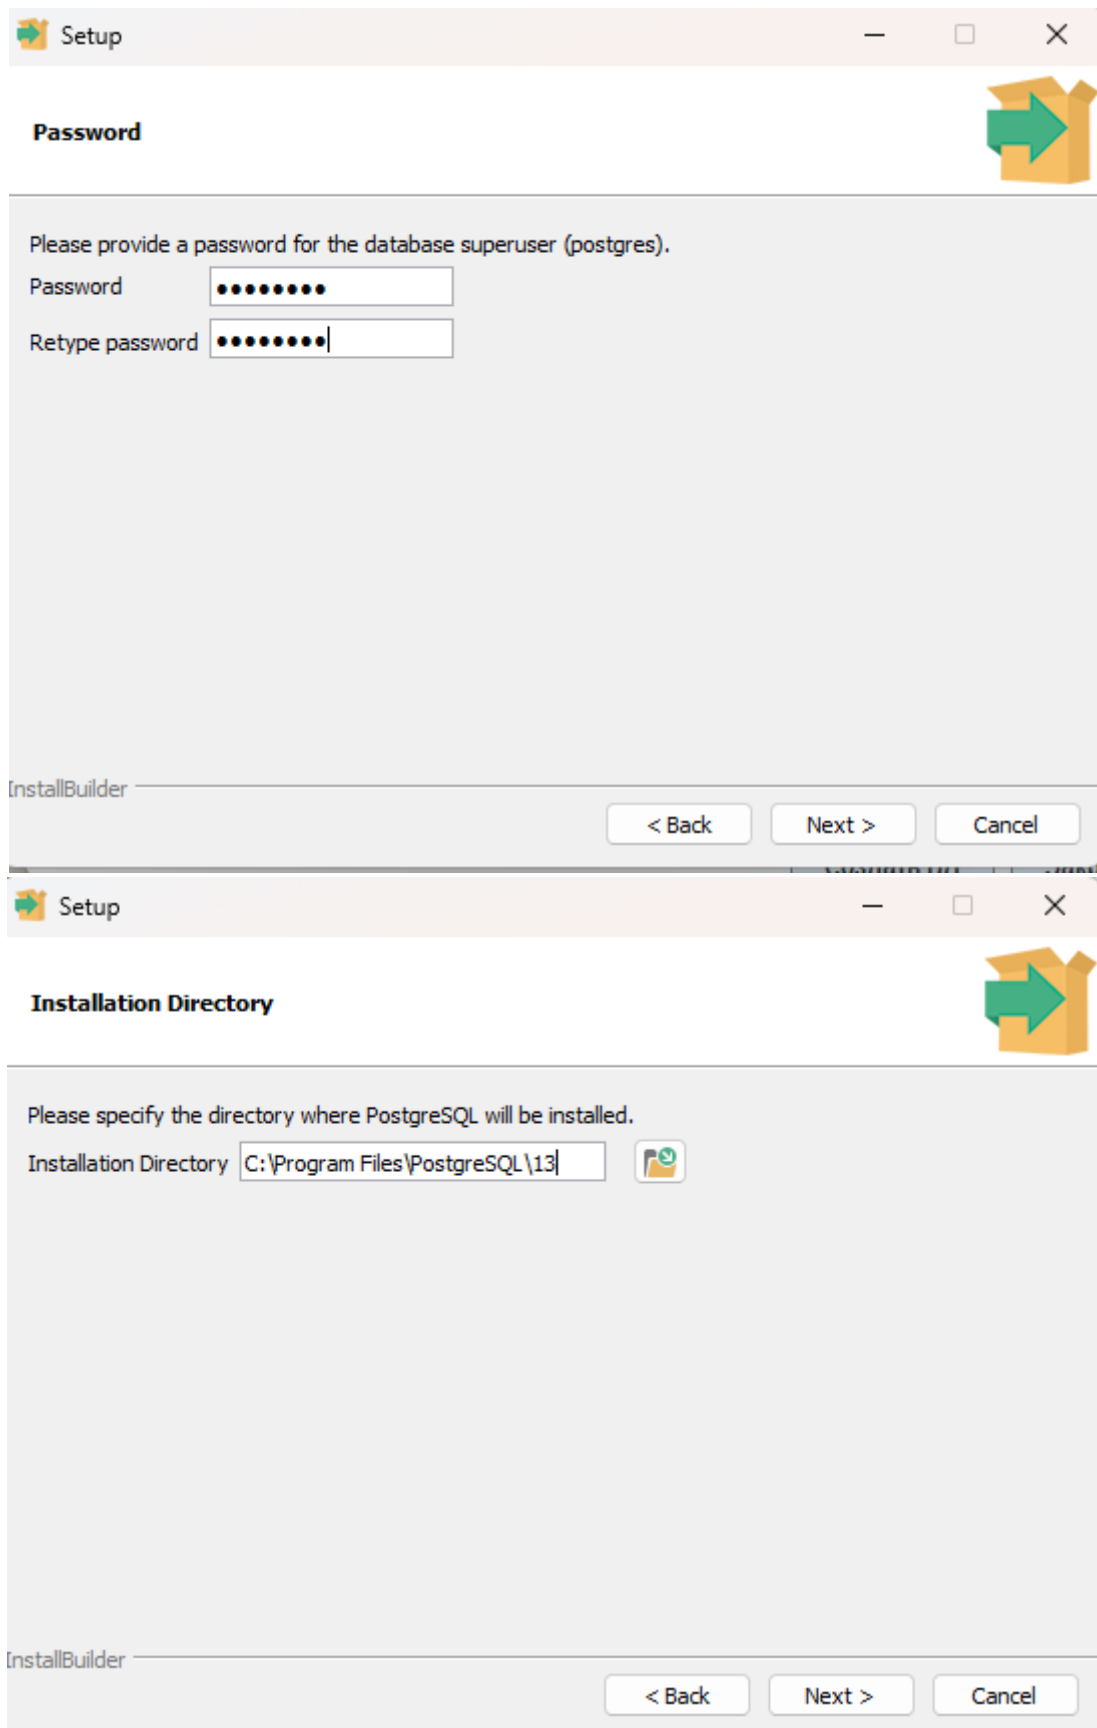 Setup
Password
Please provide a password for the database superuser (postgres).
Password ••••••••
Retype password ••••••••
InstallBuilder
< Back Next > Cancel
Setup
Installation Directory
Please specify the directory where PostgreSQL will be installed.
Installation Directory C:\Program Files\PostgreSQL\13
InstallBuilder
< Back Next > Cancel